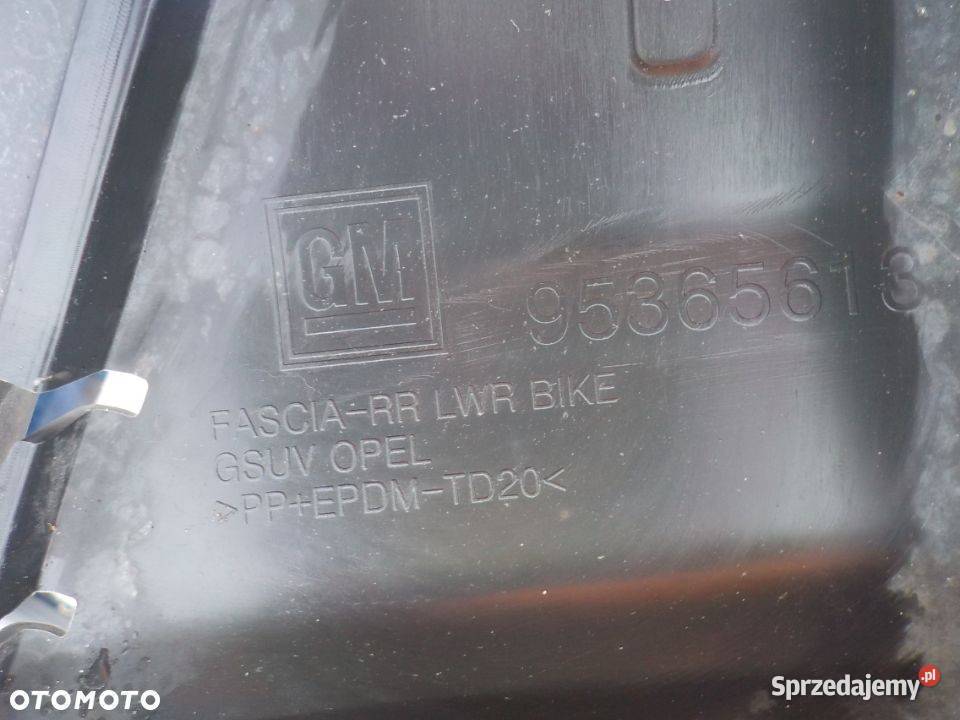 GM
95365613
FASCIA-RR LWR BIKE
GSUV OPEL
>PP+EPDM-TD20<
OTOMOTO
Sprzedajemy.pl